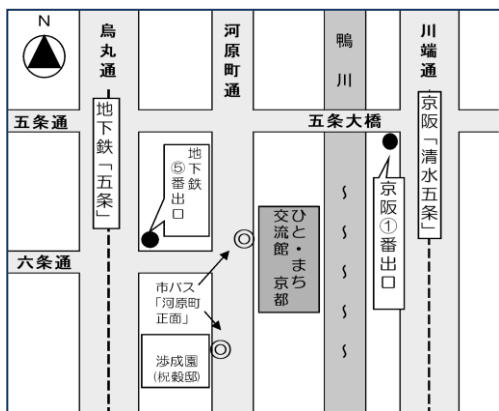 N
烏丸通
河原町通
鴨川
川端通
五条通
五条大橋
地下鉄「五条」
地下鉄
⑤番出口
京阪「清水五条」
京阪①番出口
ひと・まち
交流館 京都
六条通
市バス
「河原町
正面」
渉成園
(枳穀邸)